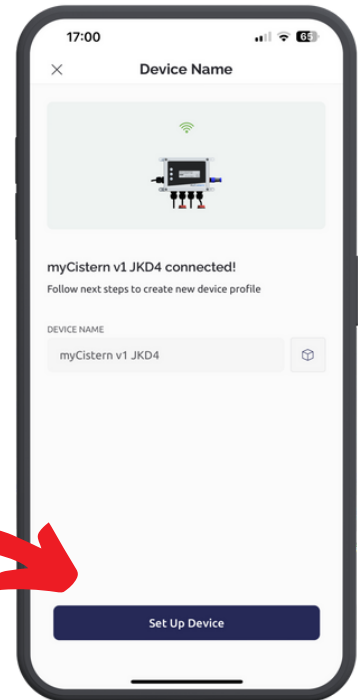 17:00
65
Device Name
myCistern v1 JKD4 connected!
Follow next steps to create new device profile
DEVICE NAME
myCistern v1 JKD4
Set Up Device